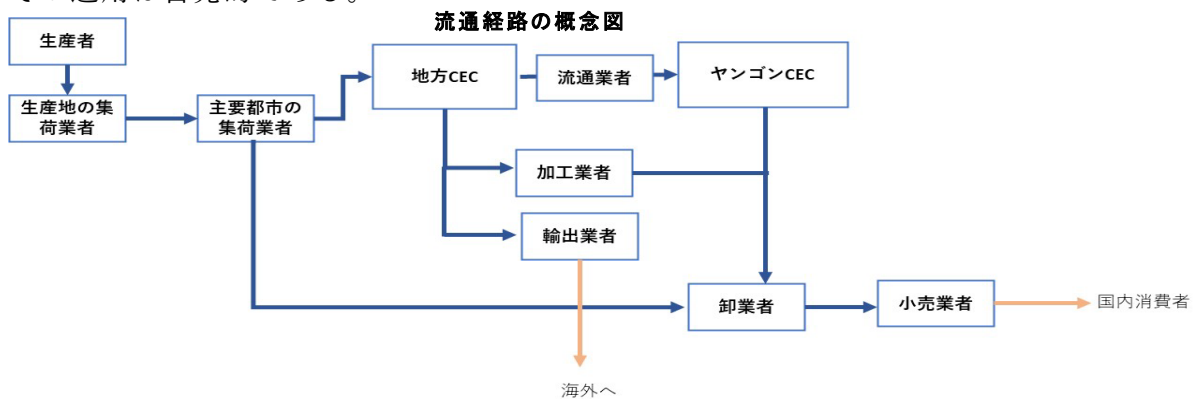 流通経路の概念図
生産者
生産地の集
荷業者
主要都市の
集荷業者
地方CEC
流通業者
ヤンゴンCEC
加工業者
輸出業者
卸業者
小売業者
国内消費者
海外へ